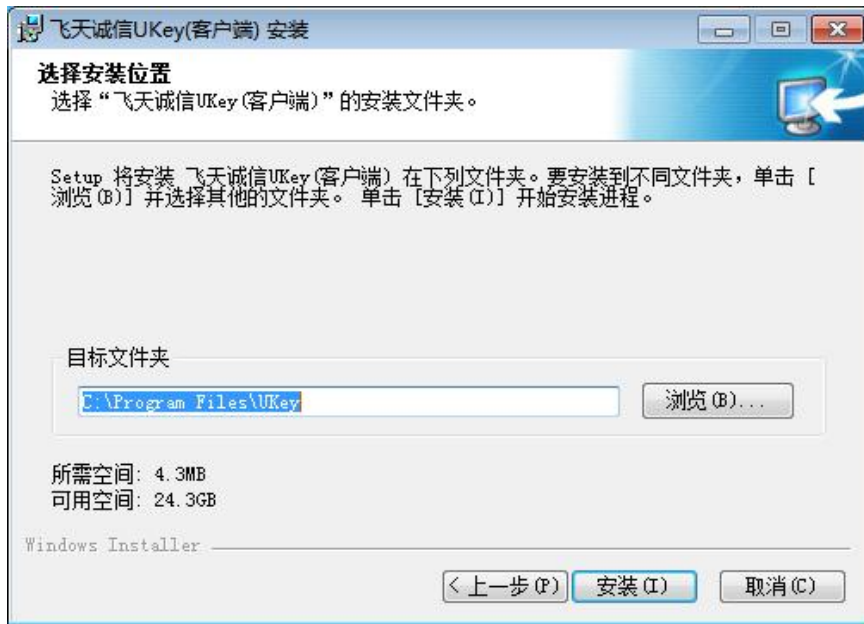 飞天诚信UKey(客户端) 安装
选择安装位置
选择“飞天诚信UKey(客户端)”的安装文件夹。
Setup 将安装 飞天诚信UKey(客户端) 在下列文件夹。要安装到不同文件夹，单击 [
浏览(B)] 并选择其他的文件夹。 单击 [安装(I)] 开始安装进程。
目标文件夹
C:\Program Files\UKey
浏览(B)...
所需空间: 4.3MB
可用空间: 24.3GB
Windows Installer
< 上一步(P)
安装(I)
取消(C)